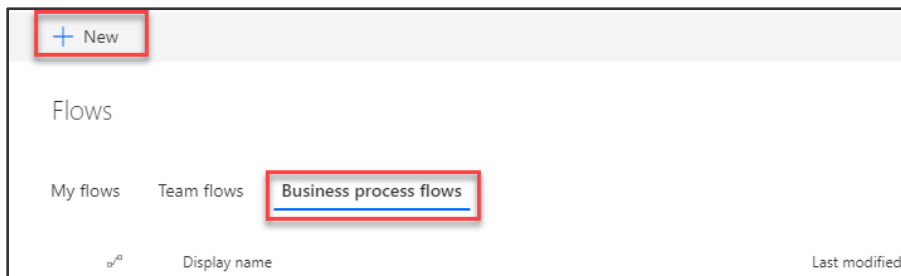 New
Flows
My flows Team flows Business process flows
Display name Last modified